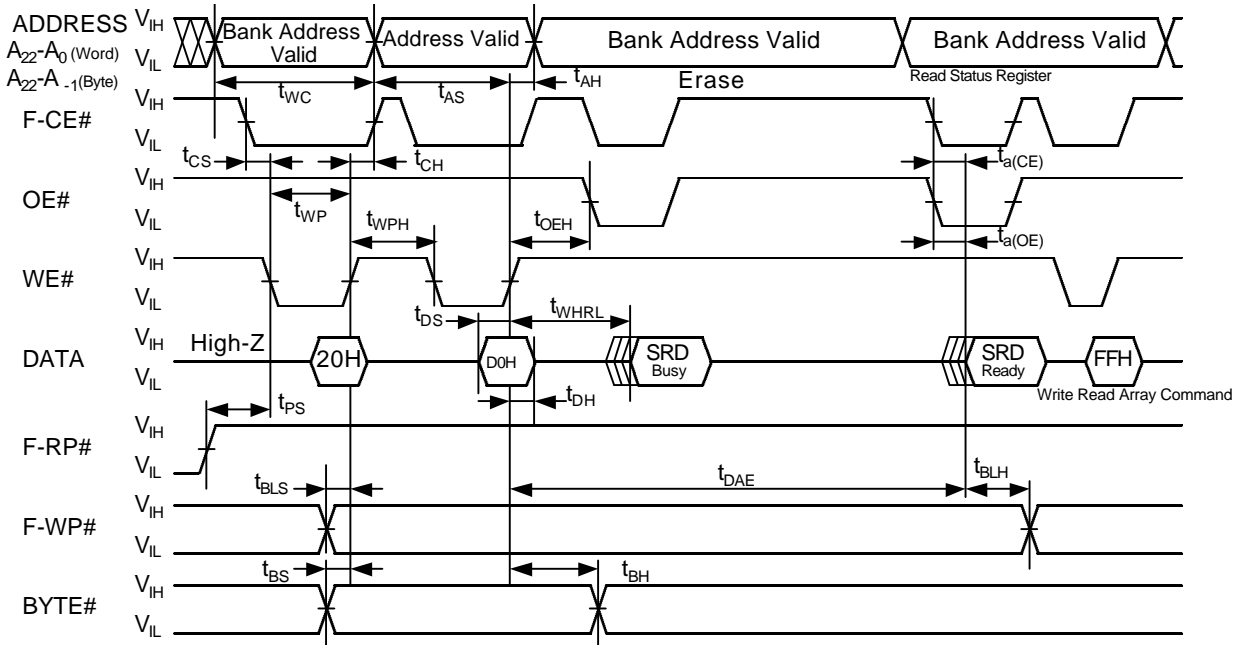 ADDRESS
A22-A0 (Word)
A22-A -1(Byte)
VIH
VIL
Bank Address Valid
Address Valid
Bank Address Valid
Bank Address Valid
tWC
tAS
tAH
Erase
Read Status Register
F-CE#
VIH
VIL
tCS
tCH
ta(CE)
OE#
VIH
VIL
tWP
tWPH
tOEH
ta(OE)
WE#
VIH
VIL
tDS
tWHRL
DATA
VIH
VIL
High-Z
20H
D0H
SRD
Busy
SRD
Ready
FFH
tDH
Write Read Array Command
tPS
F-RP#
VIH
VIL
tBLS
tDAE
tBLH
F-WP#
VIH
VIL
tBS
tBH
BYTE#
VIH
VIL